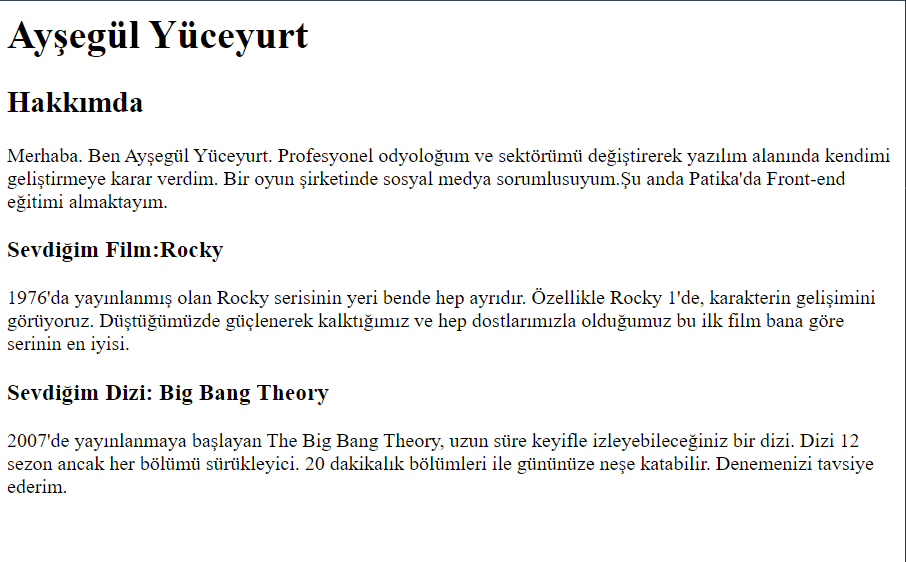 Ayşegül Yüceyurt
Hakkımda
Merhaba. Ben Ayşegül Yüceyurt. Profesyonel odyoloğum ve sektörümü değiştirerek yazılım alanında kendimi
geliştirmeye karar verdim. Bir oyun şirketinde sosyal medya sorumlusuyum.Şu anda Patika'da Front-end
eğitimi almaktayım.
Sevdiğim Film:Rocky
1976'da yayınlanmış olan Rocky serisinin yeri bende hep ayrıdır. Özellikle Rocky 1'de, karakterin gelişimini
görüyoruz. Düştüğümüzde güçlenerek kalktığımız ve hep dostlarımızla olduğumuz bu ilk film bana göre
serinin en iyisi.
Sevdiğim Dizi: Big Bang Theory
2007'de yayınlanmaya başlayan The Big Bang Theory, uzun süre keyifle izleyebileceğiniz bir dizi. Dizi 12
sezon ancak her bölümü sürükleyici. 20 dakikalık bölümleri ile gününüze neşe katabilir. Denemenizi tavsiye
ederim.